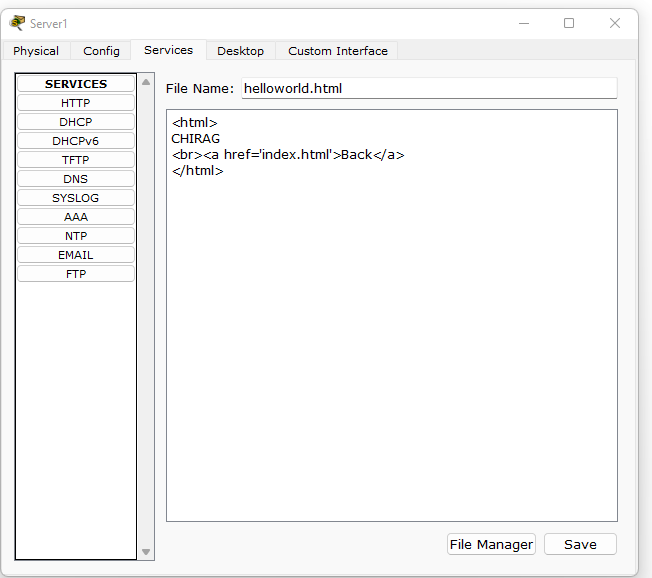 Server1
Physical Config Services Desktop Custom Interface
SERVICES
HTTP
DHCP
DHCPv6
TFTP
DNS
SYSLOG
AAA
NTP
EMAIL
FTP
File Name: helloworld.html
<html>
CHIRAG
<br><a href='index.html'>Back</a>
</html>
File Manager Save